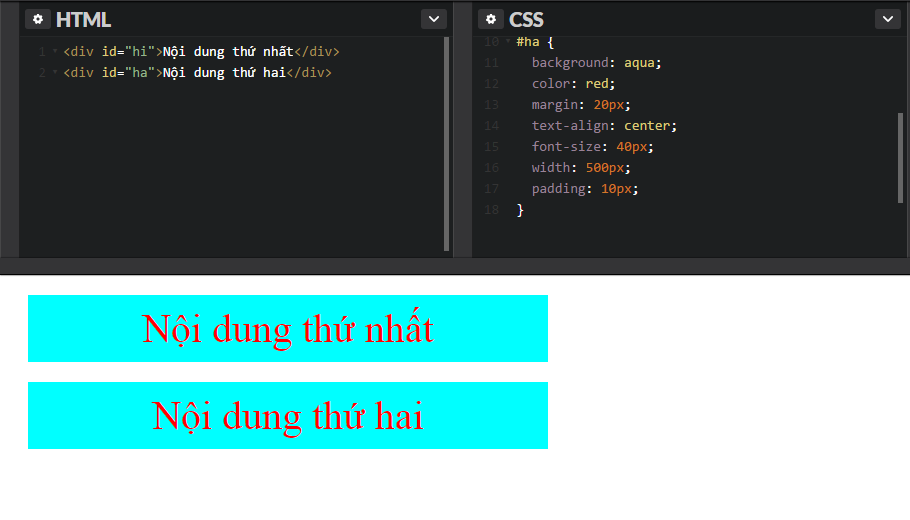 HTML
1 <div id="hi">Nội dung thứ nhất</div>
2 <div id="ha">Nội dung thứ hai</div>
CSS
10 #ha {
11 background: aqua;
12 color: red;
13 margin: 20px;
14 text-align: center;
15 font-size: 40px;
16 width: 500px;
17 padding: 10px;
18 }
Nội dung thứ nhất
Nội dung thứ hai